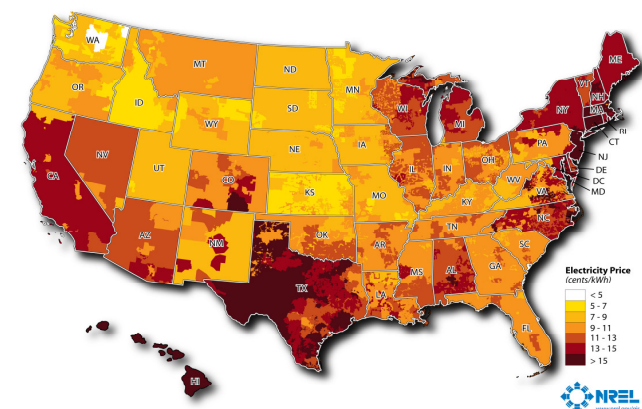 WA
MT
ME
ND
OR
MN
VT
NH
ID
SD
WI
NY
MA
WY
MI
RI
CT
IA
PA
NE
NJ
NV
OH
IL
IN
DE
UT
CO
WV
DC
CA
VA
MD
KS
MO
KY
NC
TN
OK
AZ
NM
AR
SC
MS
AL
GA
Electricity Price
(cents/kWh)
TX
LA
< 5
5 - 7
7 - 9
FL
9 - 11
11 - 13
13 - 15
> 15
HI
NREL